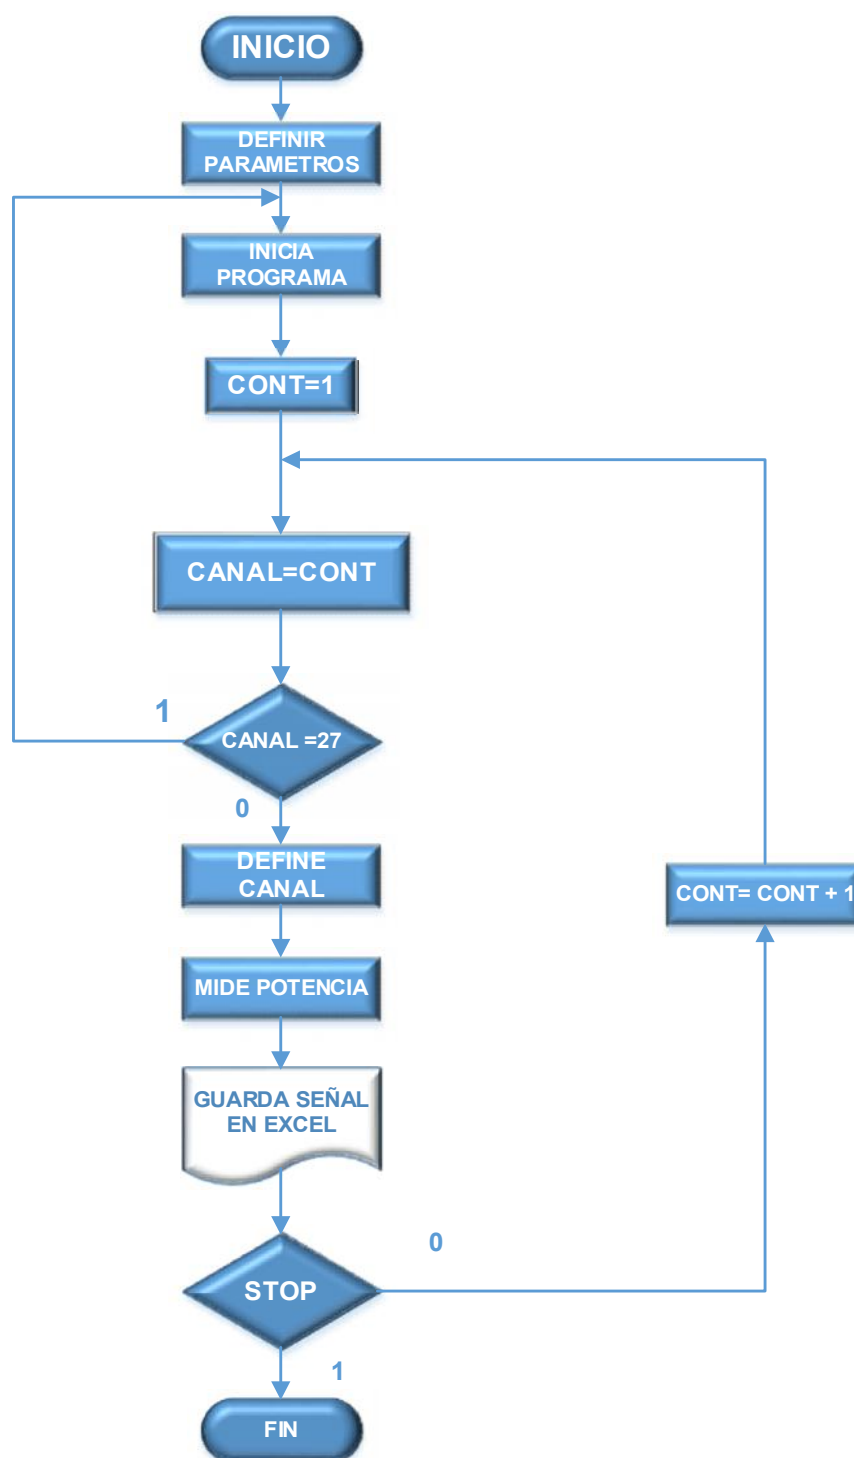 INICIO
DEFINIR
PARAMETROS
INICIA
PROGRAMA
CONT=1
CANAL=CONT
1
CANAL =27
0
DEFINE
CANAL
CONT= CONT + 1
MIDE POTENCIA
GUARDA SEÑAL
EN EXCEL
0
STOP
1
FIN